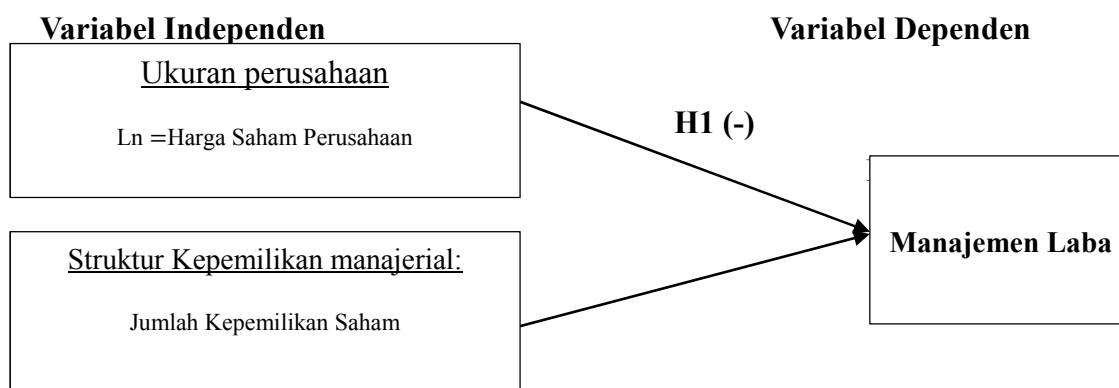 Variabel Independen
Variabel Dependen
Ukuran perusahaan
Ln =Harga Saham Perusahaan
H1 (-)
Struktur Kepemilikan manajerial:
Jumlah Kepemilikan Saham
Manajemen Laba